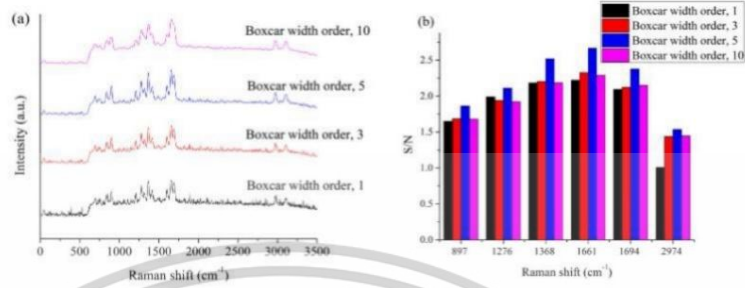 (a)
Boxcar width order, 10
Boxcar width order, 5
Boxcar width order, 3
Boxcar width order, 1
Intensity (a.u.)
0 500 1000 1500 2000 2500 3000 3500
Raman shift (cm⁻¹)
(b)
Boxcar width order, 1
Boxcar width order, 3
Boxcar width order, 5
Boxcar width order, 10
S/N
2.5
2.0
1.5
1.0
0.5
0.0
897 1276 1368 1661 1694 2974
Raman shift (cm⁻¹)